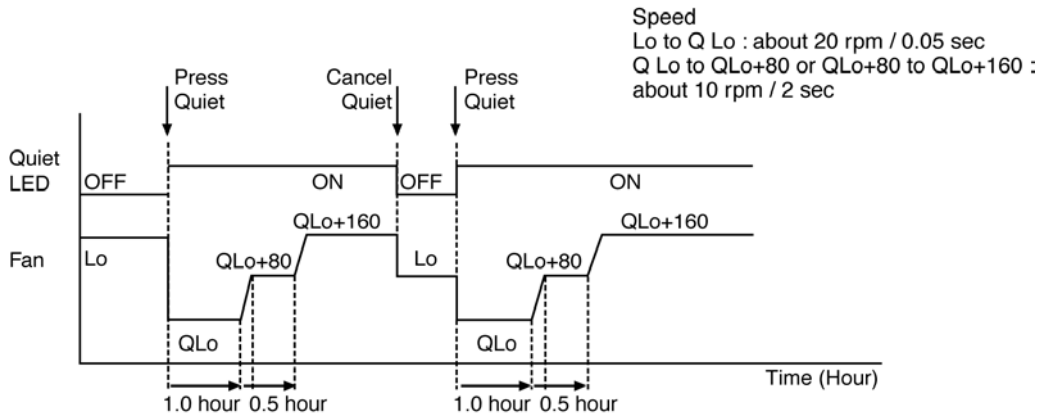 Speed
Lo to Q Lo : about 20 rpm / 0.05 sec
Q Lo to QLo+80 or QLo+80 to QLo+160 :
about 10 rpm / 2 sec
Press
Quiet
Cancel
Quiet
Press
Quiet
Quiet
LED
OFF
ON
OFF
ON
Fan
Lo
QLo
QLo+80
QLo+160
Lo
QLo
QLo+80
QLo+160
Time (Hour)
1.0 hour
0.5 hour
1.0 hour
0.5 hour